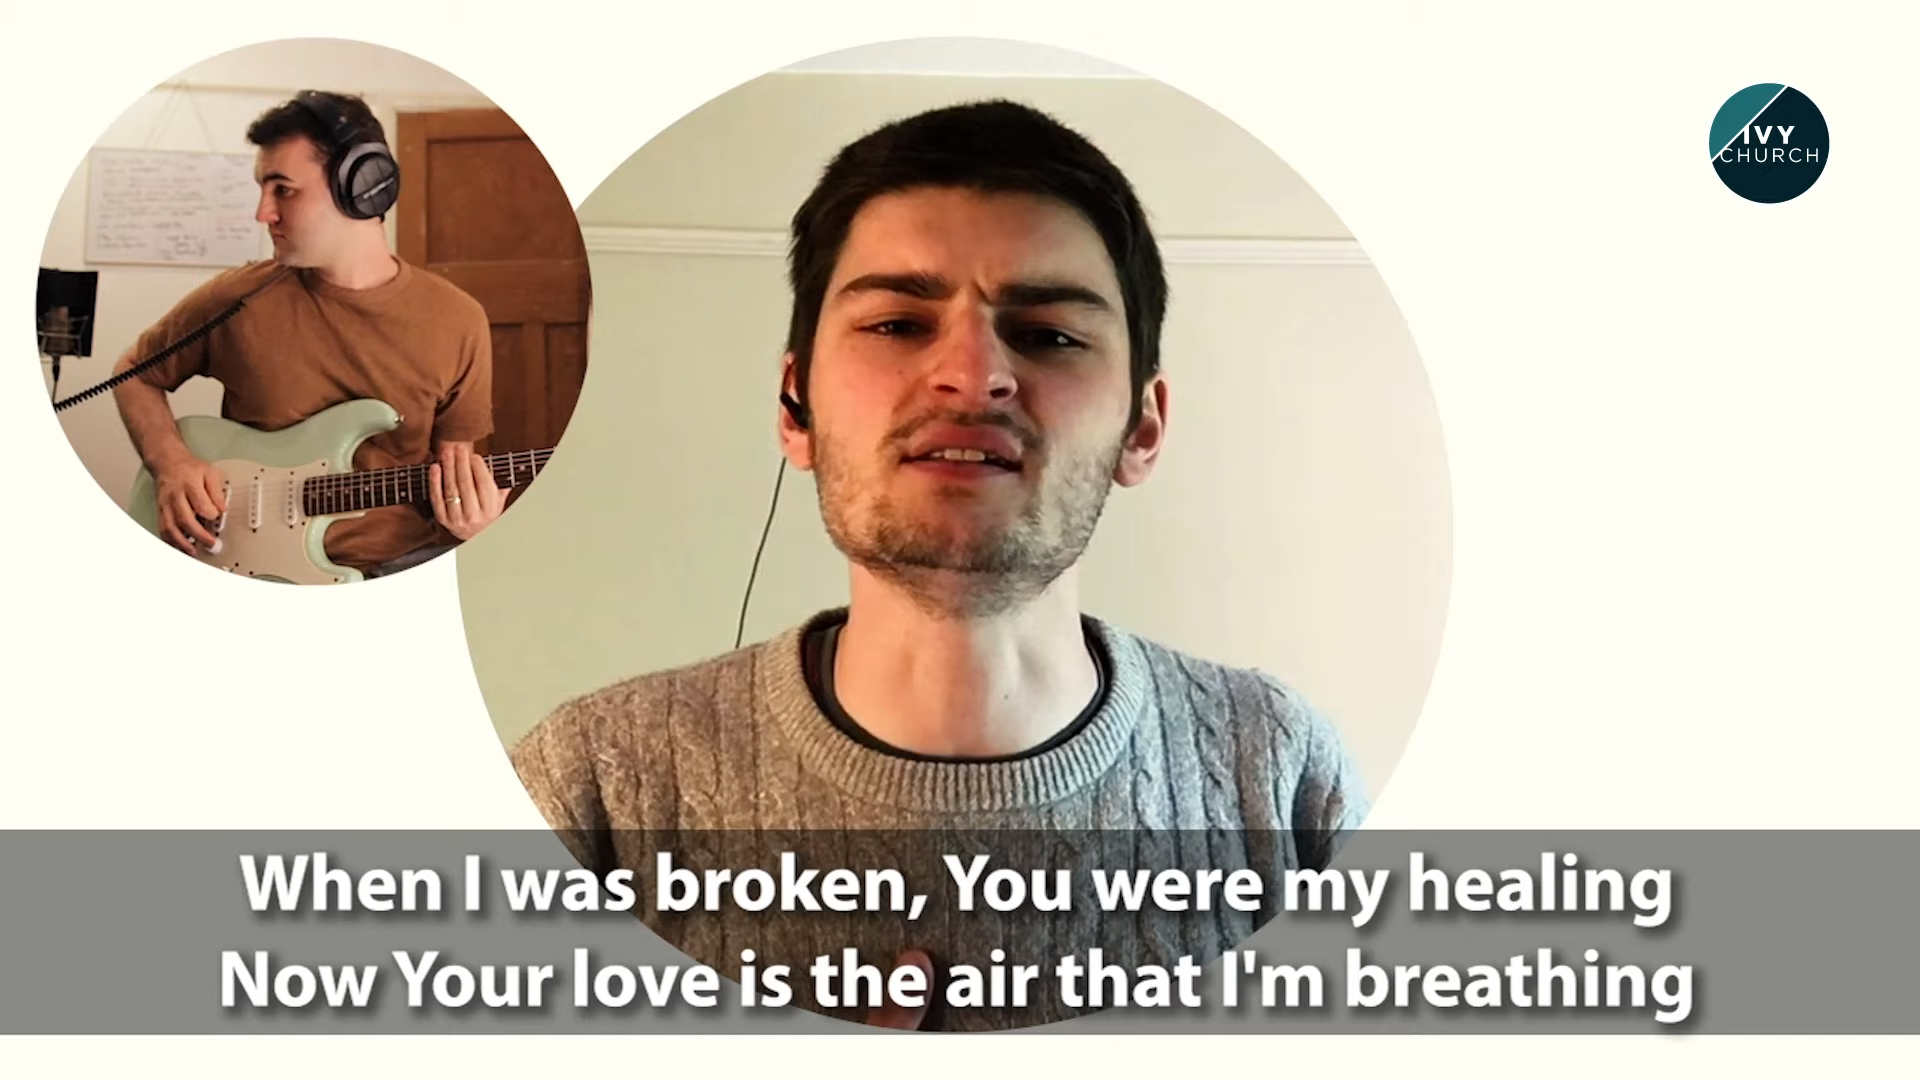 IVY
CHURCH
When I was broken, You were my healing
Now Your love is the air that I'm breathing